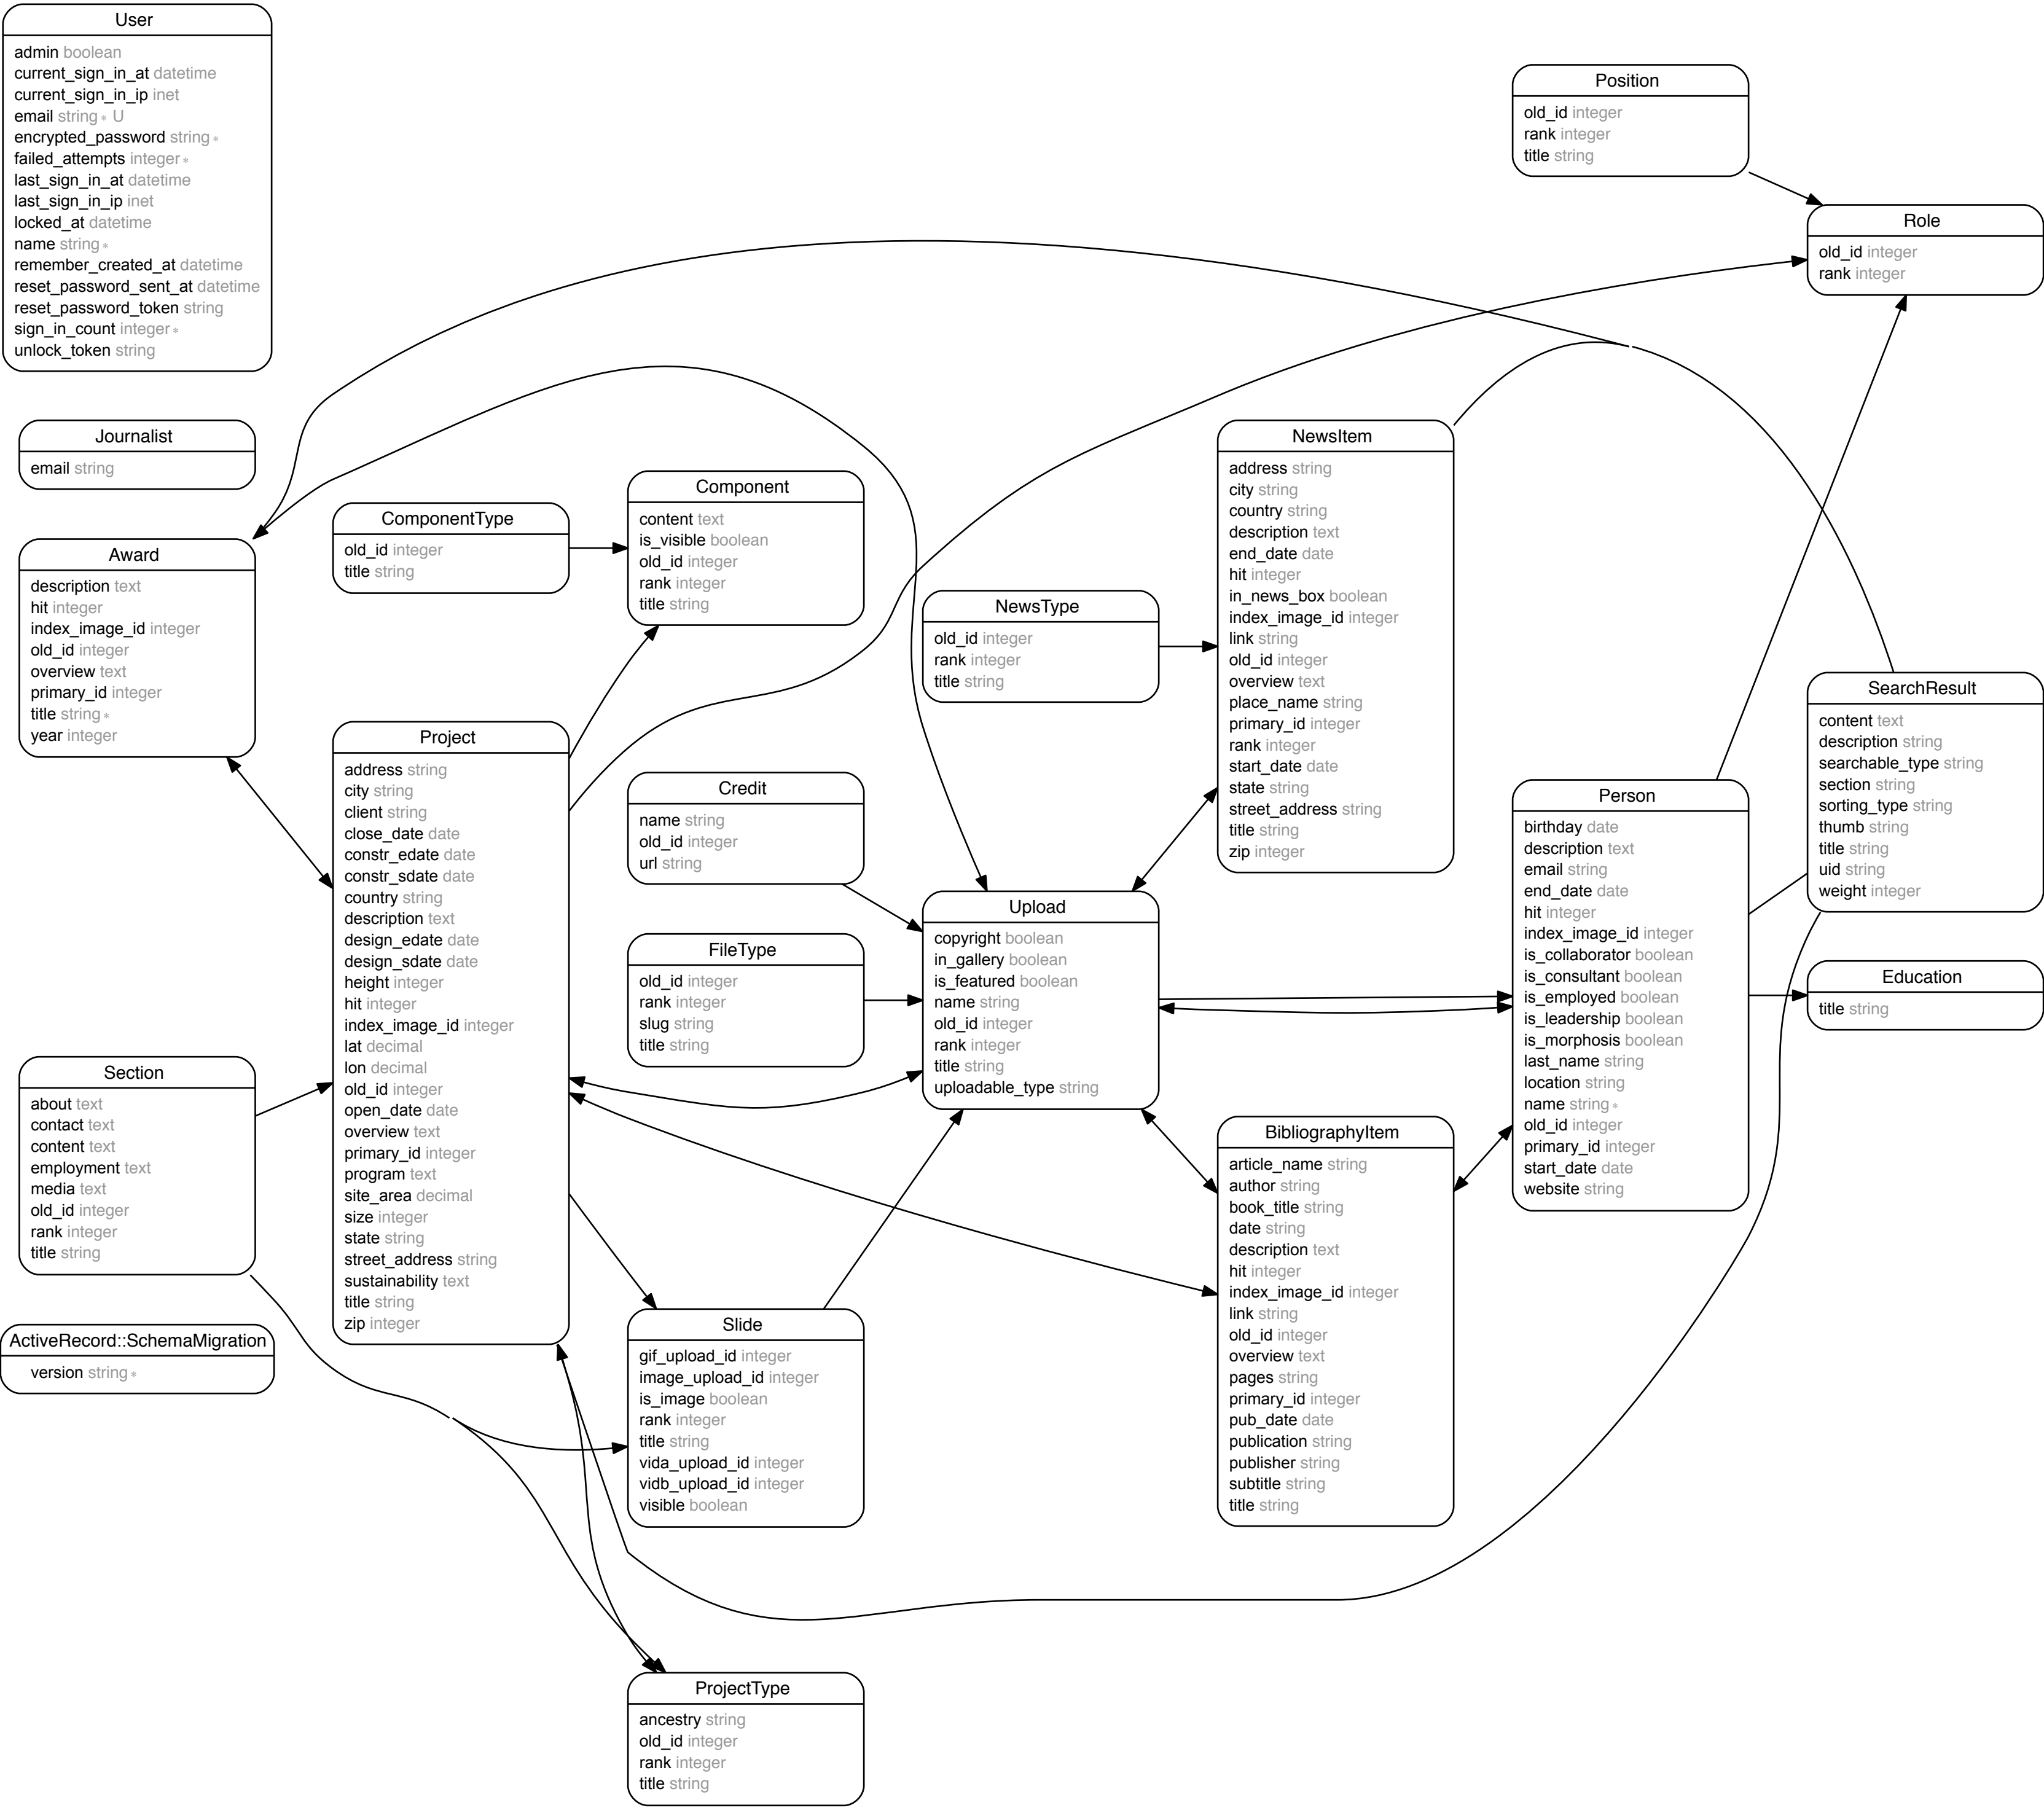 User
admin boolean
current_sign_in_at datetime
current_sign_in_ip inet
email string* U
encrypted_password string*
failed_attempts integer*
last_sign_in_at datetime
last_sign_in_ip inet
locked_at datetime
name string*
remember_created_at datetime
reset_password_sent_at datetime
reset_password_token string
sign_in_count integer*
unlock_token string
Journalist
email string
Award
description text
hit integer
index_image_id integer
old_id integer
overview text
primary_id integer
title string*
year integer
Section
about text
contact text
content text
employment text
media text
old_id integer
rank integer
title string
ActiveRecord::SchemaMigration
version string*
ComponentType
old_id integer
title string
Project
address string
city string
client string
close_date date
constr_edate date
constr_sdate date
country string
description text
design_edate date
design_sdate date
height integer
hit integer
index_image_id integer
lat decimal
lon decimal
old_id integer
open_date date
overview text
primary_id integer
program text
site_area decimal
size integer
state string
street_address string
sustainability text
title string
zip integer
Component
content text
is_visible boolean
old_id integer
rank integer
title string
Credit
name string
old_id integer
url string
FileType
old_id integer
rank integer
slug string
title string
Slide
gif_upload_id integer
image_upload_id integer
is_image boolean
rank integer
title string
vida_upload_id integer
vidb_upload_id integer
visible boolean
ProjectType
ancestry string
old_id integer
rank integer
title string
NewsType
old_id integer
rank integer
title string
Upload
copyright boolean
in_gallery boolean
is_featured boolean
name string
old_id integer
rank integer
title string
uploadable_type string
NewsItem
address string
city string
country string
description text
end_date date
hit integer
in_news_box boolean
index_image_id integer
link string
old_id integer
overview text
place_name string
primary_id integer
rank integer
start_date date
state string
street_address string
title string
zip integer
BibliographyItem
article_name string
author string
book_title string
date string
description text
hit integer
index_image_id integer
link string
old_id integer
overview text
pages string
primary_id integer
pub_date date
publication string
publisher string
subtitle string
title string
Position
old_id integer
rank integer
title string
Person
birthday date
description text
email string
end_date date
hit integer
index_image_id integer
is_collaborator boolean
is_consultant boolean
is_employed boolean
is_leadership boolean
is_morphosis boolean
last_name string
location string
name string*
old_id integer
primary_id integer
start_date date
website string
Role
old_id integer
rank integer
SearchResult
content text
description string
searchable_type string
section string
sorting_type string
thumb string
title string
uid string
weight integer
Education
title string